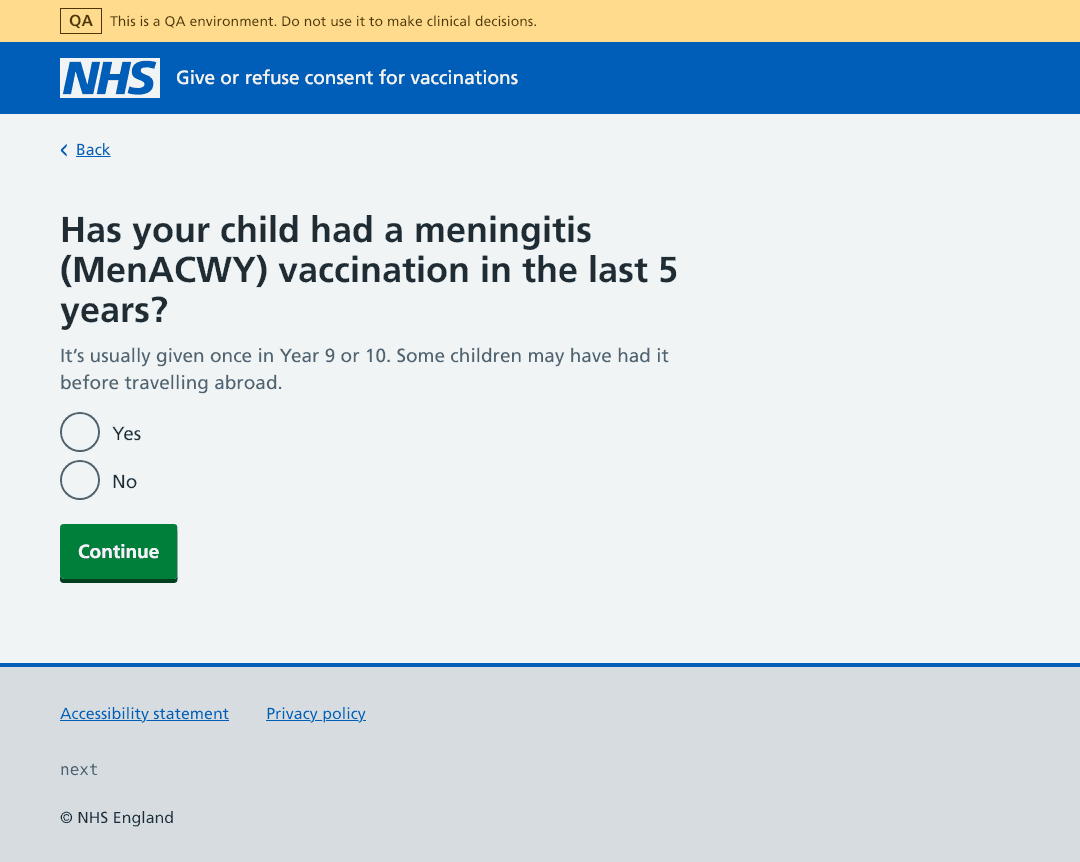 QA This is a QA environment. Do not use it to make clinical decisions.
NHS Give or refuse consent for vaccinations
Back
Has your child had a meningitis
(MenACWY) vaccination in the last 5
years?
It’s usually given once in Year 9 or 10. Some children may have had it
before travelling abroad.
Yes
No
Continue
Accessibility statement Privacy policy
next
© NHS England